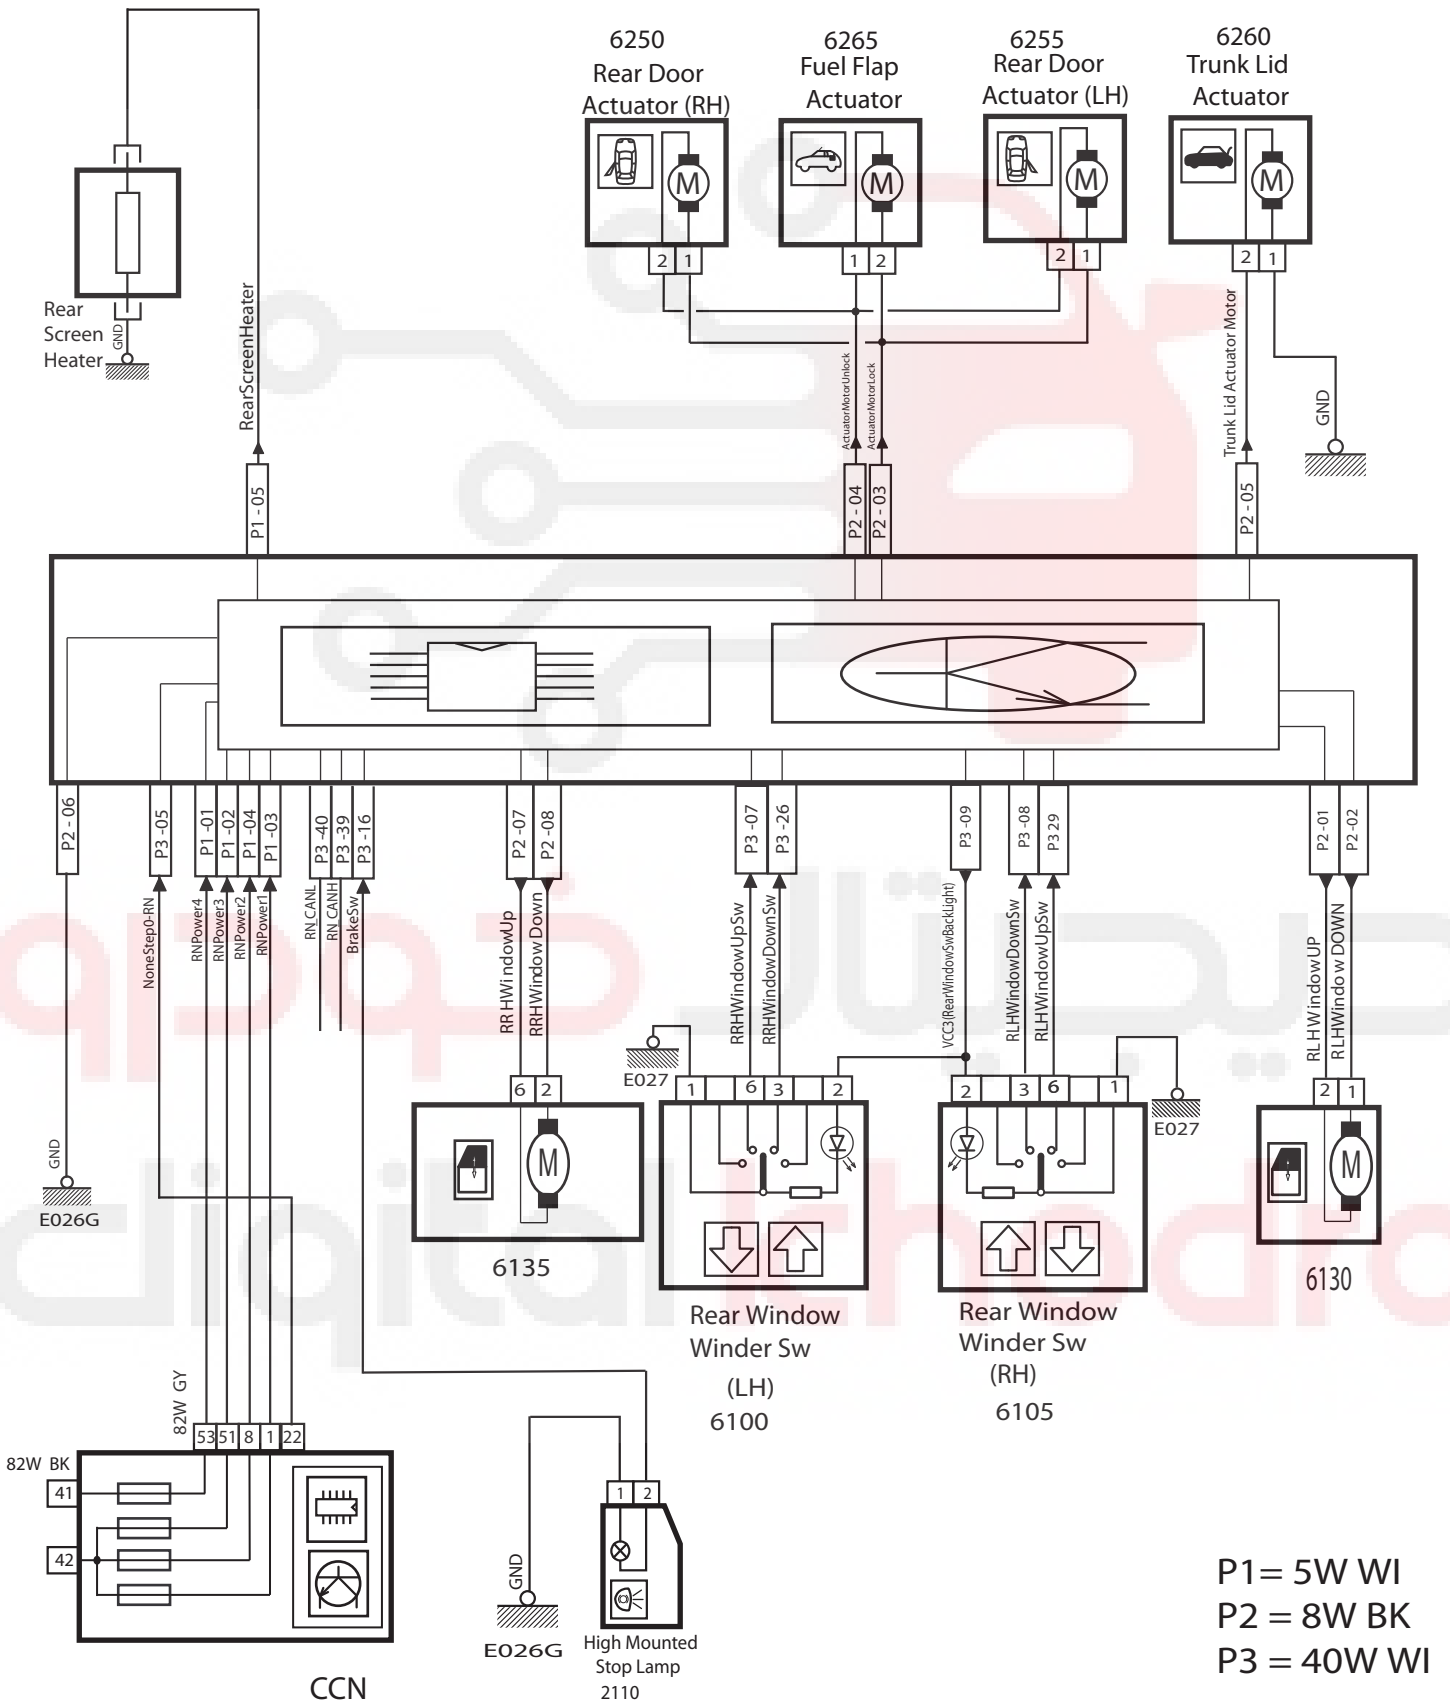 6250
Rear Door
Actuator (RH)
6265
Fuel Flap
Actuator
6255
Rear Door
Actuator (LH)
6260
Trunk Lid
Actuator
M
M
M
M
2 1
1 2
2 1
2 1
Rear
Screen
Heater
GND
RearScreenHeater
ActuatorMotorUnlock
ActuatorMotorLock
Trunk Lid Actuator Motor
GND
P1 - 05
P2 - 04
P2 - 03
P2 - 05
P2 - 06
P3 -05
P1 -01
P1 -02
P1 -04
P1 -03
P3 -40
P3 -39
P3 -16
P2 -07
P2 -08
P3 -07
P3 -26
P3 -09
P3 -08
P3 29
P2 -01
P2 -02
NoneStep0-RN
RNPower4
RNPower3
RNPower2
RNPower1
RN_CANL
RN_CANH
BrakeSw
RRHWindowUp
RRHWindow Down
RRHWindowUpSw
RRHWindowDownSw
VCC3(RearWindowSwBackLight)
RLHWindowDownSw
RLHWindowUpSw
RLHWindowUP
RLHWindow DOWN
دیجیتال خودرو
E027
E027
6 2
1 6 3 2
2 3 6 1
2 1
GND
E026G
M
M
digitalkhodro
6135
Rear Window
Winder Sw
(LH)
6100
Rear Window
Winder Sw
(RH)
6105
6130
82W GY
53 51 8 1 22
82W BK
41
42
CCN
GND
E026G
1 2
High Mounted
Stop Lamp
2110
P1= 5W WI
P2 = 8W BK
P3 = 40W WI